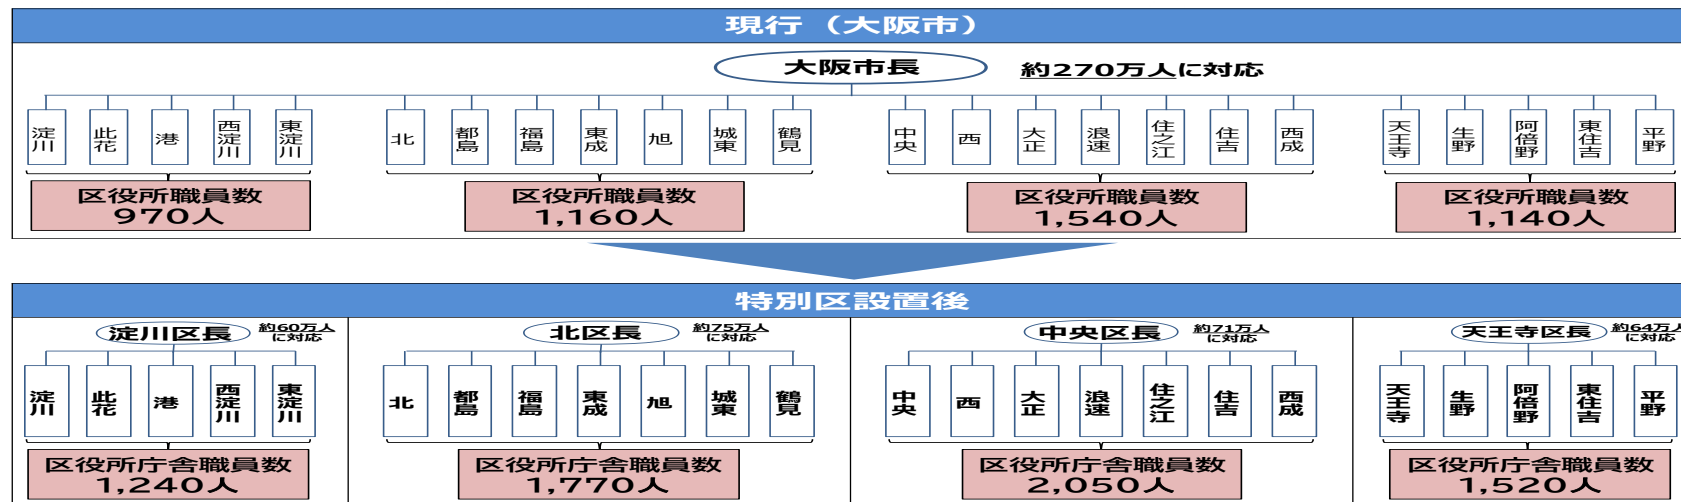 現行（大阪市）
大阪市長
約270万人に対応
淀川
此花
港
西淀川
東淀川
北
都島
福島
東成
旭
城東
鶴見
中央
西
大正
浪速
住之江
住吉
西成
天王寺
生野
阿倍野
東住吉
平野
区役所職員数
970人
区役所職員数
1,160人
区役所職員数
1,540人
区役所職員数
1,140人
特別区設置後
淀川区長
約60万人
に対応
北区長
約75万人
に対応
中央区長
約71万人
に対応
天王寺区長
約64万人
に対応
淀川
此花
港
西淀川
東淀川
北
都島
福島
東成
旭
城東
鶴見
中央
西
大正
浪速
住之江
住吉
西成
天王寺
生野
阿倍野
東住吉
平野
区役所庁舎職員数
1,240人
区役所庁舎職員数
1,770人
区役所庁舎職員数
2,050人
区役所庁舎職員数
1,520人